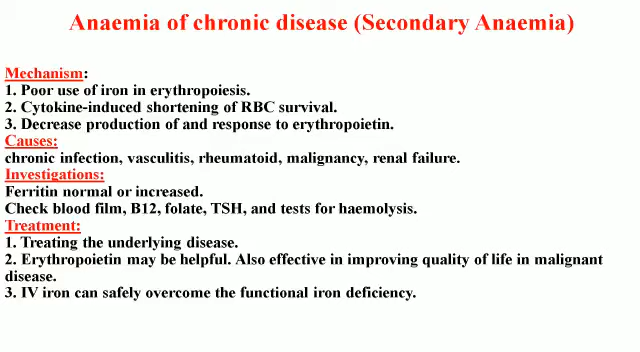 Anaemia of chronic disease (Secondary Anaemia)
Mechanism:
1. Poor use of iron in erythropoiesis.
2. Cytokine-induced shortening of RBC survival.
3. Decrease production of and response to erythropoietin.
Causes:
chronic infection, vasculitis, rheumatoid, malignancy, renal failure.
Investigations:
Ferritin normal or increased.
Check blood film, B12, folate, TSH, and tests for haemolysis.
Treatment:
1. Treating the underlying disease.
2. Erythropoietin may be helpful. Also effective in improving quality of life in malignant
disease.
3. IV iron can safely overcome the functional iron deficiency.